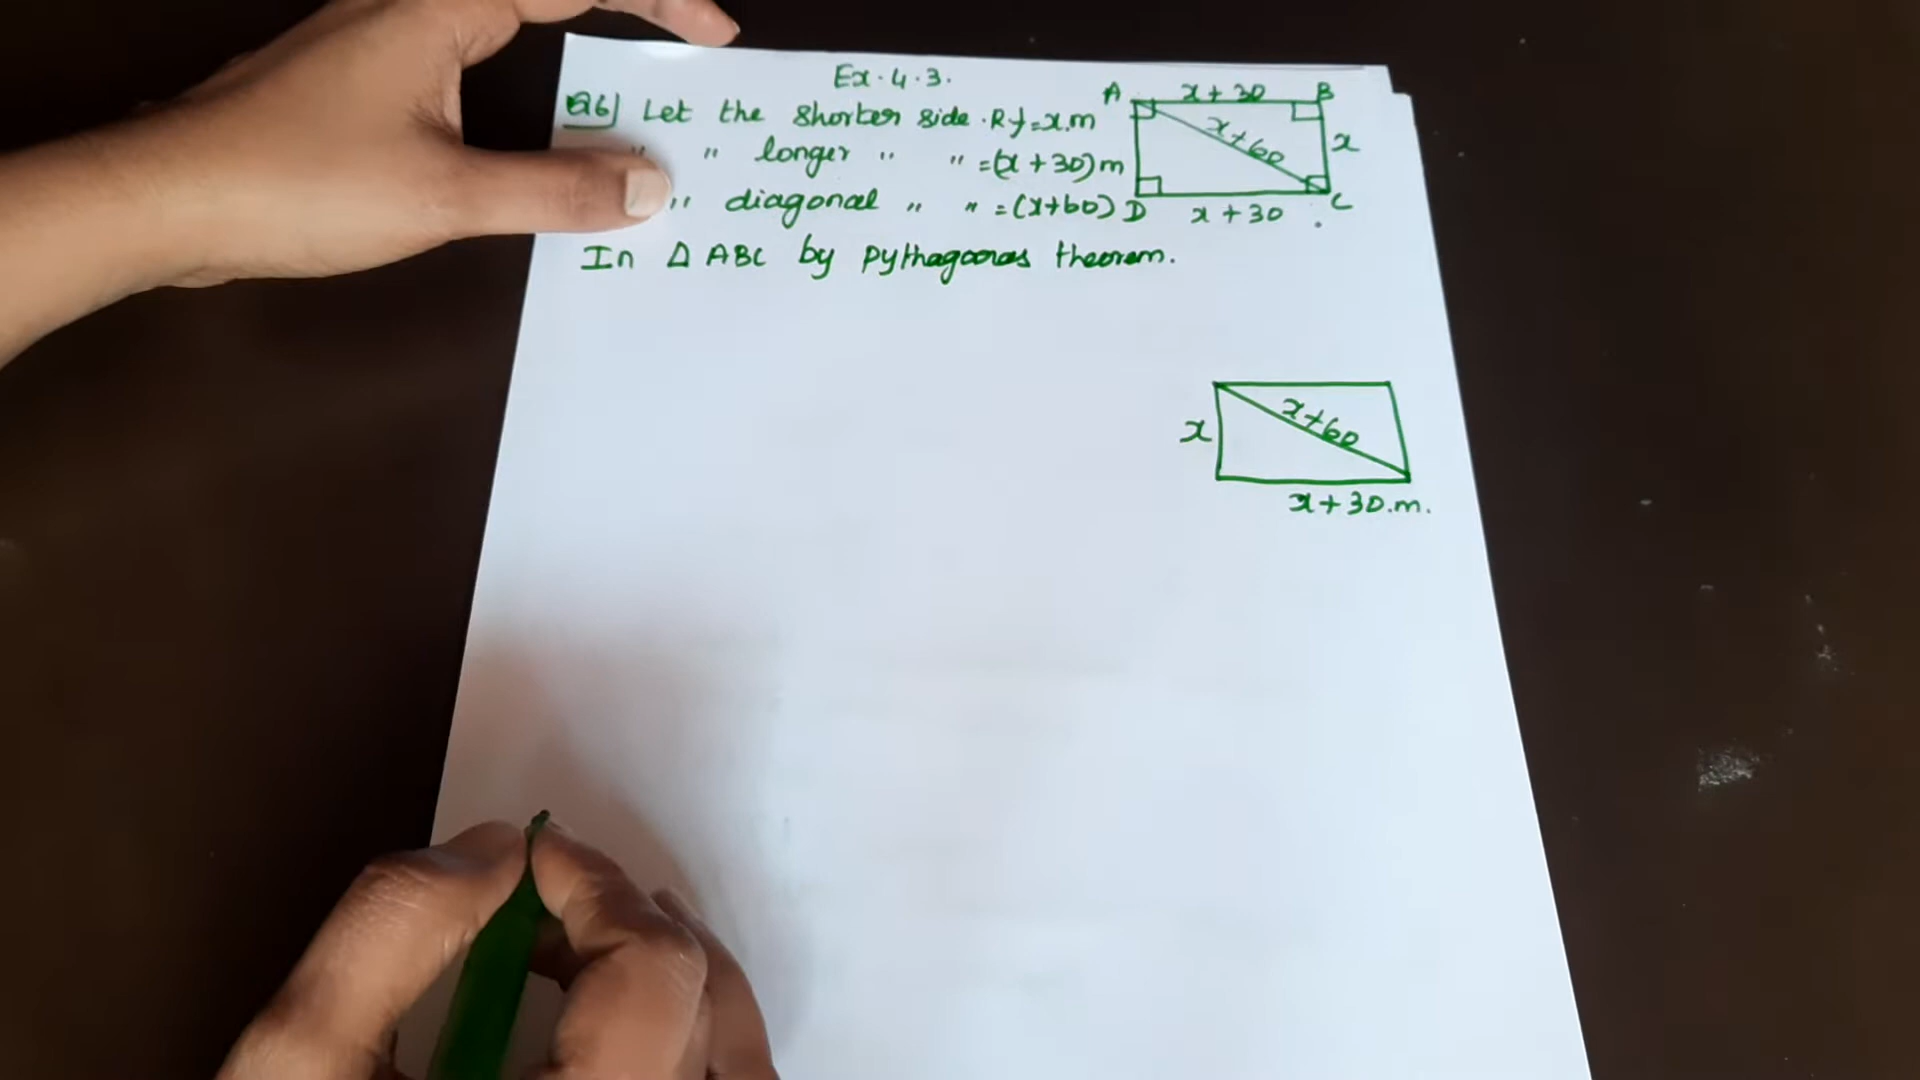 Ex. 4.3.
Q6] Let the shorter side. Rf=x.m
" " longer " " =(x+30)m
" diagonal " " =(x+60)
In Δ ABC by pythagoras theorem.
A x+30 B
x+60 x
D x+30 C
x x+60
x+30.m.